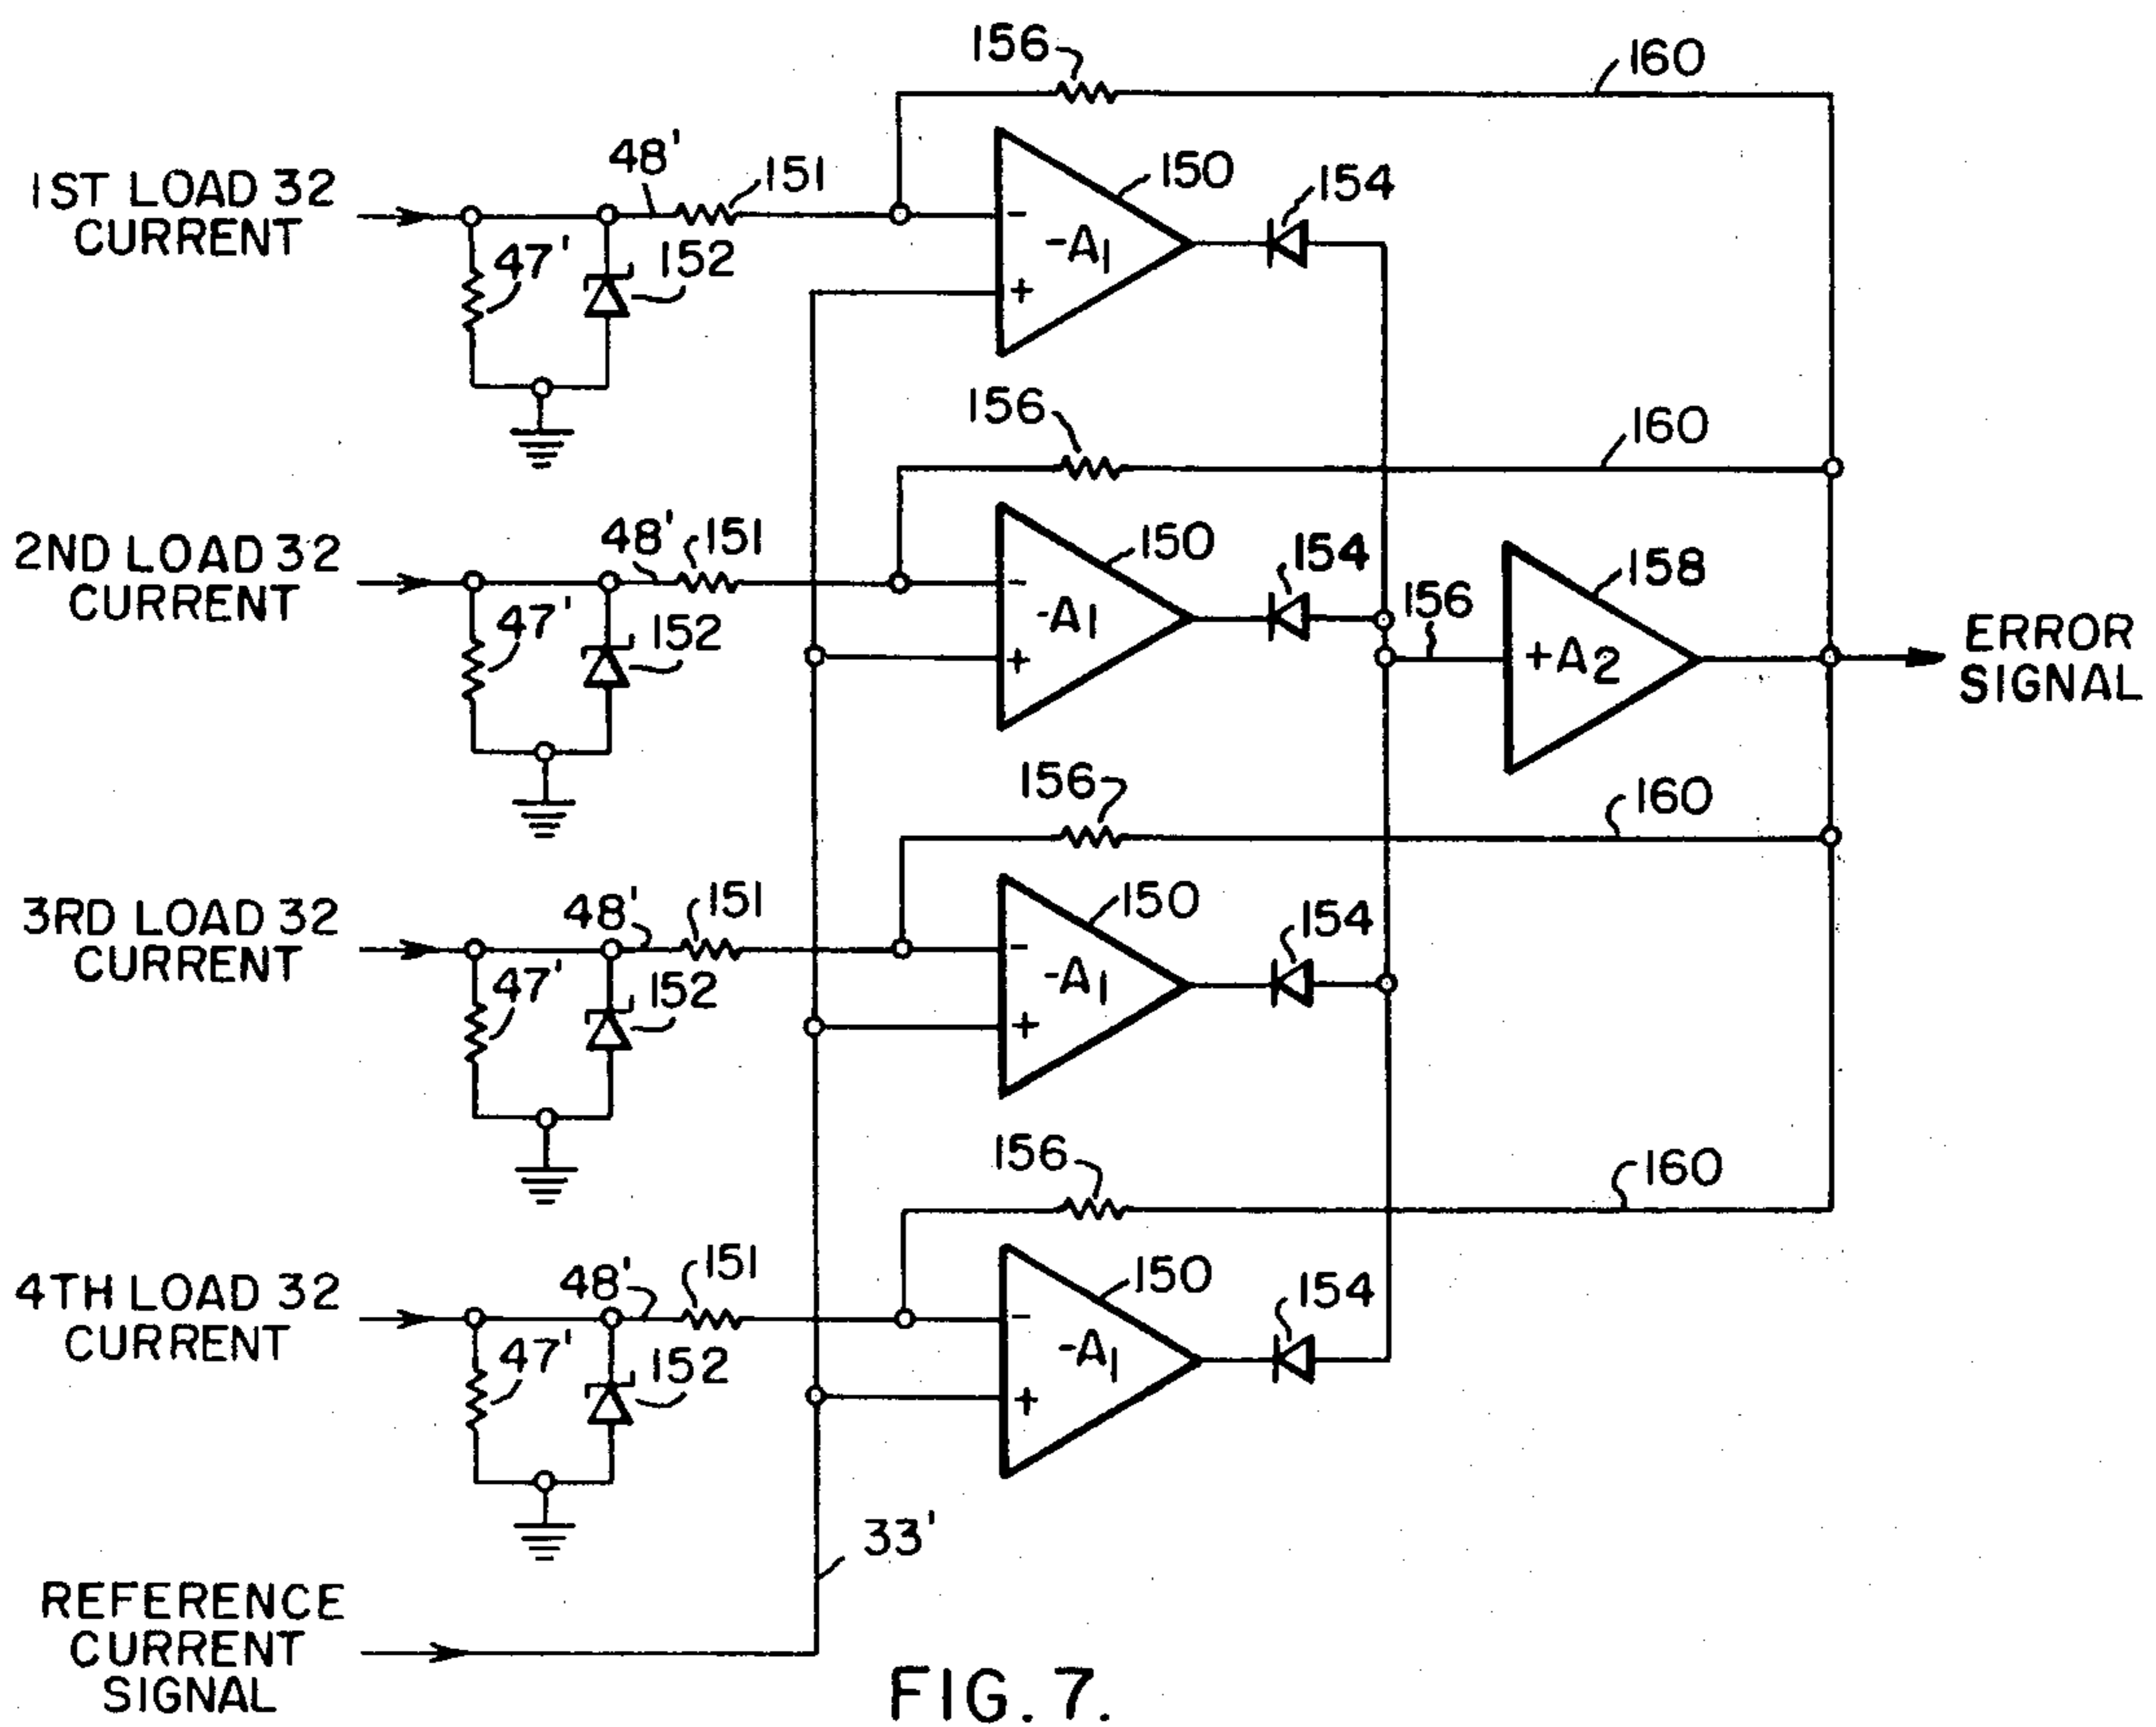 156
160
1ST LOAD 32
CURRENT
48'
151
150
154
47'
152
-
-A1
+
156
160
2ND LOAD 32
CURRENT
48'
151
150
154
156
158
47'
152
-
-A1
+
+A2
ERROR
SIGNAL
156
160
3RD LOAD 32
CURRENT
48'
151
150
154
47'
152
-
-A1
+
156
160
4TH LOAD 32
CURRENT
48'
151
150
154
47'
152
-
-A1
+
33'
REFERENCE
CURRENT
SIGNAL
FIG. 7.